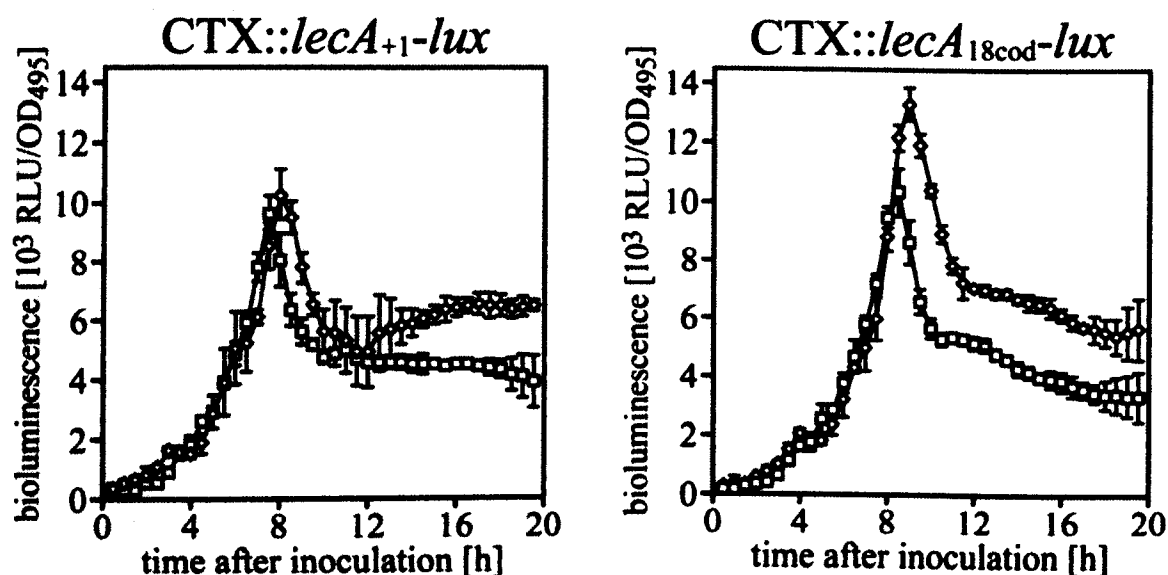 CTX::lecA+1-lux
bioluminescence [10³ RLU/OD495]
14
12
10
8
6
4
2
0
0 4 8 12 16 20
time after inoculation [h]
CTX::lecA18cod-lux
bioluminescence [10³ RLU/OD495]
14
12
10
8
6
4
2
0
0 4 8 12 16 20
time after inoculation [h]